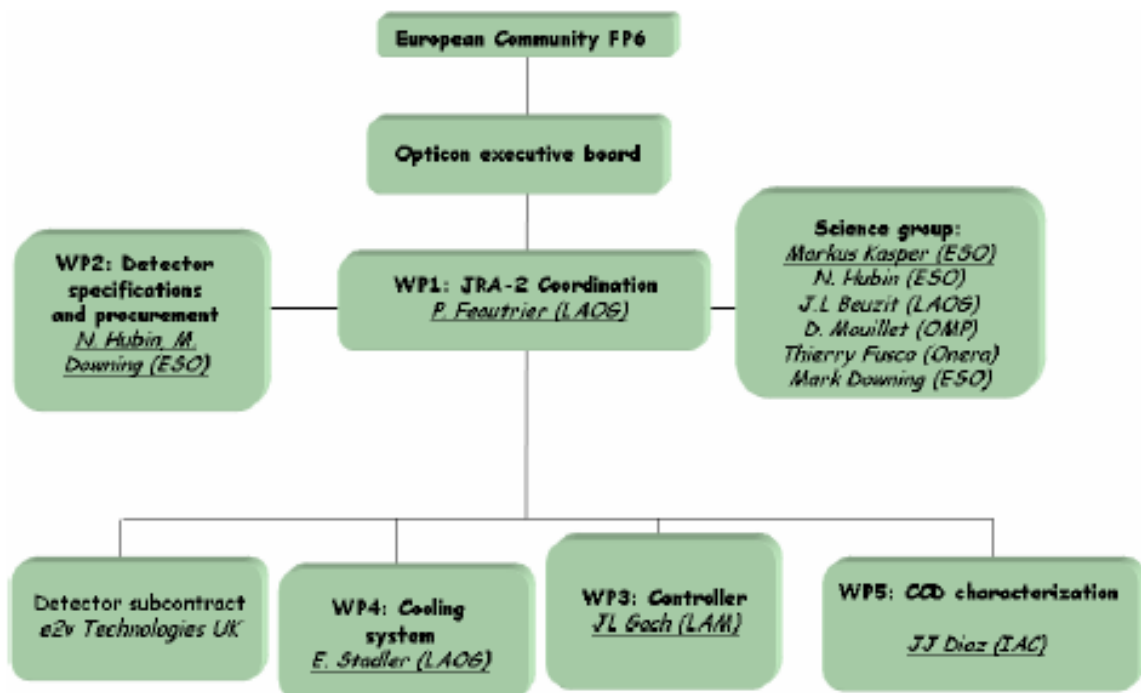 European Community FP6
Opticon executive board
WP2: Detector
specifications
and procurement
N. Hubin, M.
Downing (ESO)
WP1: JRA-2 Coordination
P. Feautrier (LAOG)
Science group:
Markus Kasper (ESO)
N. Hubin (ESO)
J.L Beuzit (LAOG)
D. Mouillet (OMP)
Thierry Fusco (Onera)
Mark Downing (ESO)
Detector subcontract
e2v Technologies UK
WP4: Cooling
system
E. Stadler (LAOG)
WP3: Controller
JL Gach (LAM)
WP5: CCD characterization
JJ Diaz (IAC)